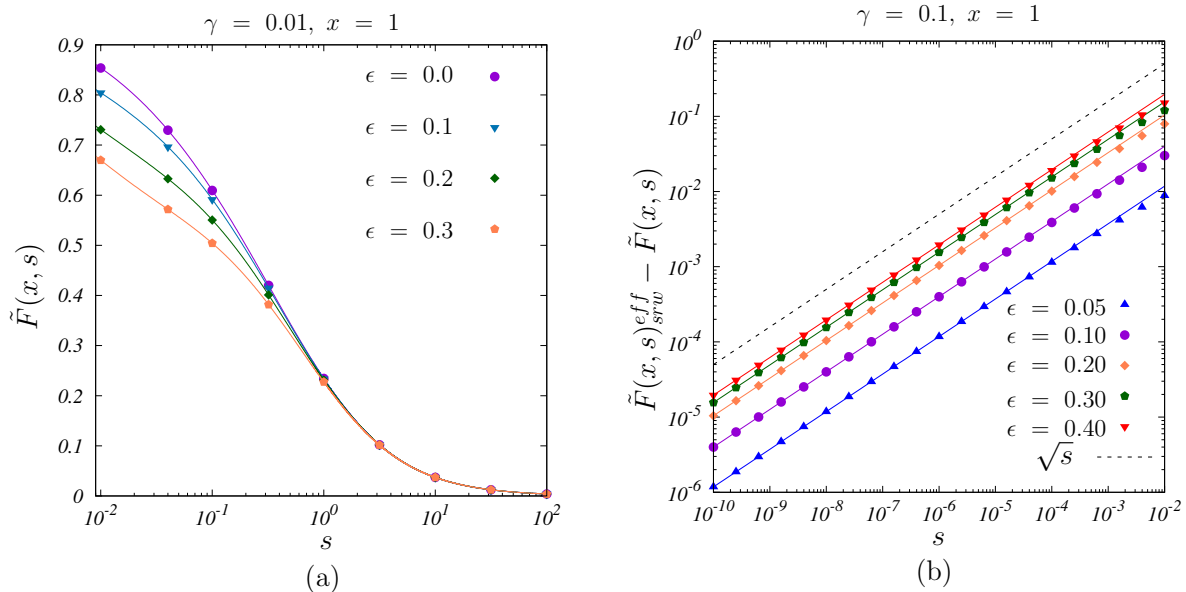 γ = 0.01, x = 1
0.9
0.8
0.7
0.6
0.5
0.4
0.3
0.2
0.1
0
F̃(x, s)
ϵ = 0.0
ϵ = 0.1
ϵ = 0.2
ϵ = 0.3
10^-2 10^-1 10^0 10^1 10^2
s
(a)
γ = 0.1, x = 1
10^0
10^-1
10^-2
10^-3
10^-4
10^-5
10^-6
F̃(x, s)^{eff}_{srw} − F̃(x, s)
ϵ = 0.05
ϵ = 0.10
ϵ = 0.20
ϵ = 0.30
ϵ = 0.40
√s
10^-10 10^-9 10^-8 10^-7 10^-6 10^-5 10^-4 10^-3 10^-2
s
(b)